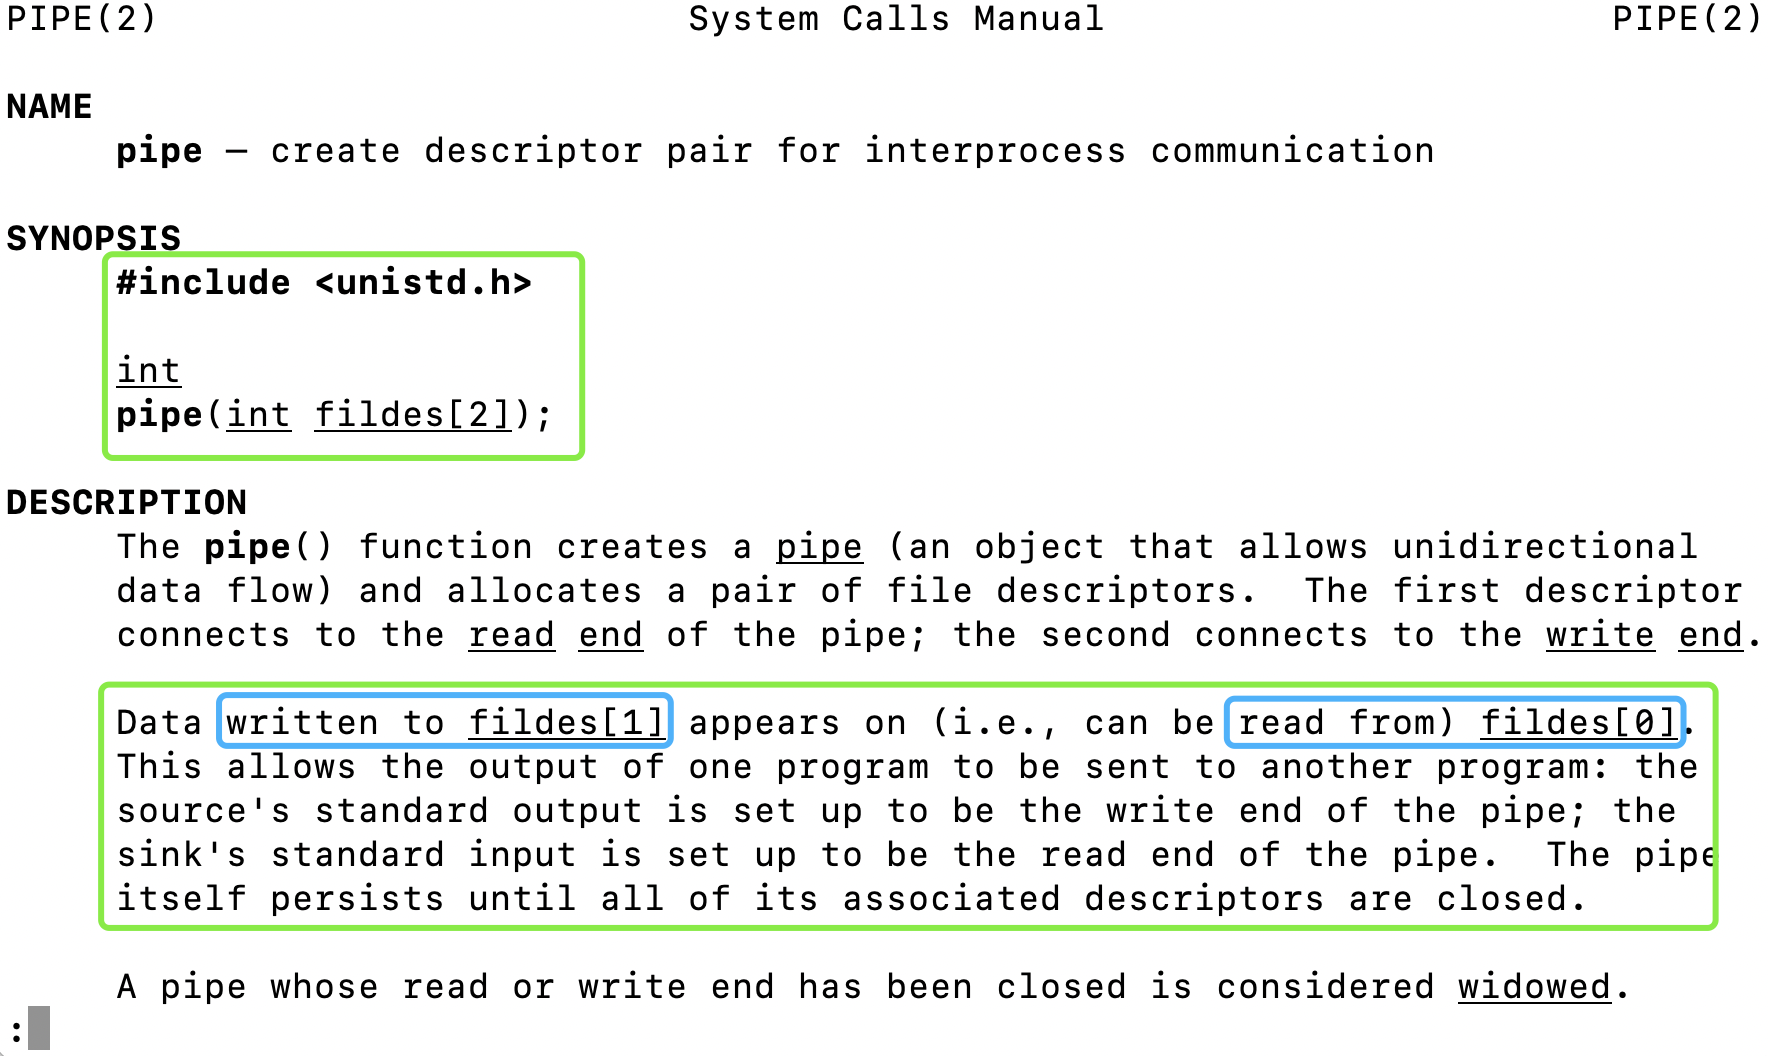 PIPE(2) System Calls Manual PIPE(2)
NAME
pipe – create descriptor pair for interprocess communication
SYNOPSIS
#include <unistd.h>
int
pipe(int fildes[2]);
DESCRIPTION
The pipe() function creates a pipe (an object that allows unidirectional
data flow) and allocates a pair of file descriptors.  The first descriptor
connects to the read end of the pipe; the second connects to the write end.
Data written to fildes[1] appears on (i.e., can be read from) fildes[0].
This allows the output of one program to be sent to another program: the
source's standard output is set up to be the write end of the pipe; the
sink's standard input is set up to be the read end of the pipe.  The pipe
itself persists until all of its associated descriptors are closed.
A pipe whose read or write end has been closed is considered widowed.
: